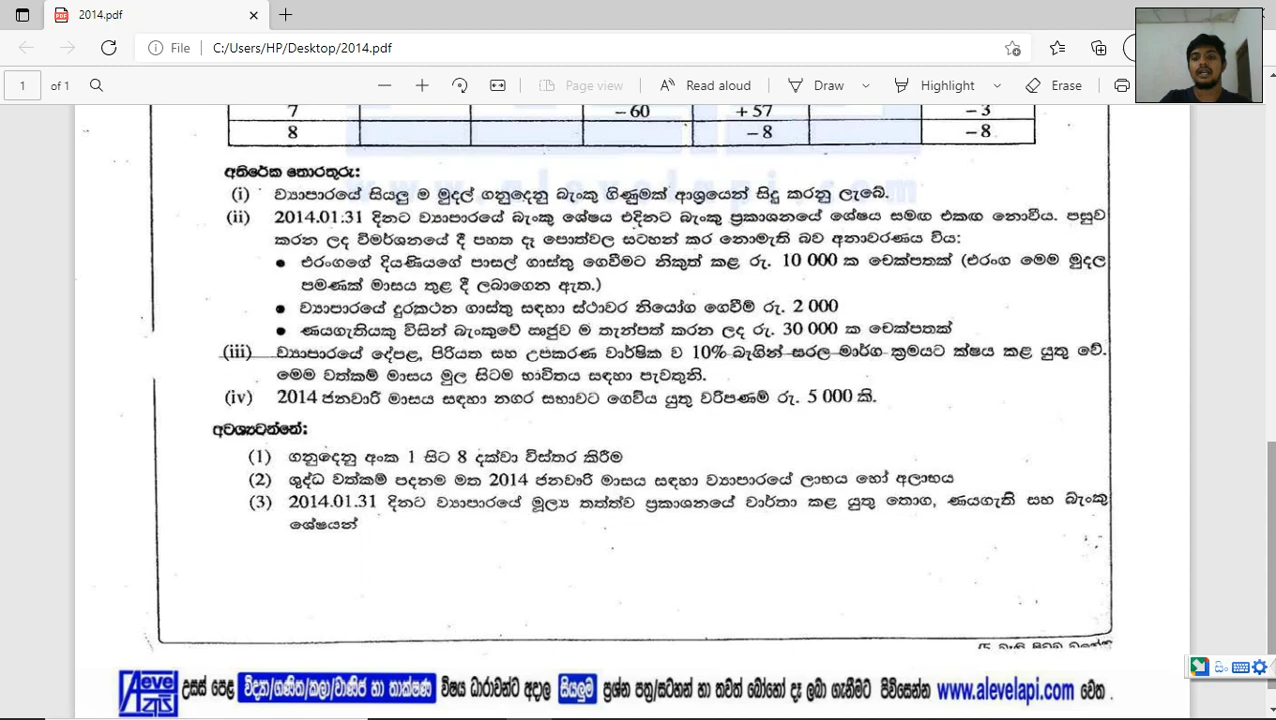 2014.pdf
File C:/Users/HP/Desktop/2014.pdf
1 of 1 Page view Read aloud Draw Highlight Erase
7 – 60 + 57 – 3
8 – 8 – 8
අතිරේක තොරතුරු:
(i) ව්‍යාපාරයේ සියලු ම මුදල් ගනුදෙනු බැංකු ගිණුමක් ආශ්‍රයෙන් සිදු කරනු ලැබේ.
(ii) 2014.01.31 දිනට ව්‍යාපාරයේ බැංකු ශේෂය එදිනට බැංකු ප්‍රකාශනයේ ශේෂය සමඟ එකඟ නොවීය. පසුව
කරන ලද විමර්ශනයේ දී පහත දෑ පොත්වල සටහන් කර නොමැති බව අනාවරණය විය:
● එරංගගේ දියණියගේ පාසල් ගාස්තු ගෙවීමට නිකුත් කළ රු. 10 000 ක චෙක්පතක් (එරංග මෙම මුදල
පමණක් මාසය තුළ දී ලබාගෙන ඇත.)
● ව්‍යාපාරයේ දුරකථන ගාස්තු සඳහා ස්ථාවර නියෝග ගෙවීම් රු. 2 000
● ණයගැතියකු විසින් බැංකුවේ ඍජුව ම තැන්පත් කරන ලද රු. 30 000 ක චෙක්පතක්
(iii) ව්‍යාපාරයේ දේපළ, පිරියත සහ උපකරණ වාර්ෂික ව 10% බැගින් සරල මාර්ග ක්‍රමයට ක්ෂය කළ යුතු වේ.
මෙම වත්කම් මාසය මුල සිටම භාවිතය සඳහා පැවතුනි.
(iv) 2014 ජනවාරි මාසය සඳහා නගර සභාවට ගෙවිය යුතු වරිපණම් රු. 5 000 කි.
අවශ්‍යවන්නේ:
(1) ගනුදෙනු අංක 1 සිට 8 දක්වා විස්තර කිරීම
(2) ශුද්ධ වත්කම් පදනම මත 2014 ජනවාරි මාසය සඳහා ව්‍යාපාරයේ ලාභය හෝ අලාභය
(3) 2014.01.31 දිනට ව්‍යාපාරයේ මූල්‍ය තත්ත්ව ප්‍රකාශනයේ වාර්තා කළ යුතු තොග, ණයගැති සහ බැංකු
ශේෂයන්
A level අපි උසස් පෙළ විද්‍යා/ගණිත/කලා/වාණිජ හා තාක්ෂණ විෂය ධාරාවන්ට අදාල සියලුම ප්‍රශ්න පත්‍ර/සටහන් හා තවත් බොහෝ දෑ ලබා ගැනීමට පිවිසෙන්න www.alevelapi.com වෙත .